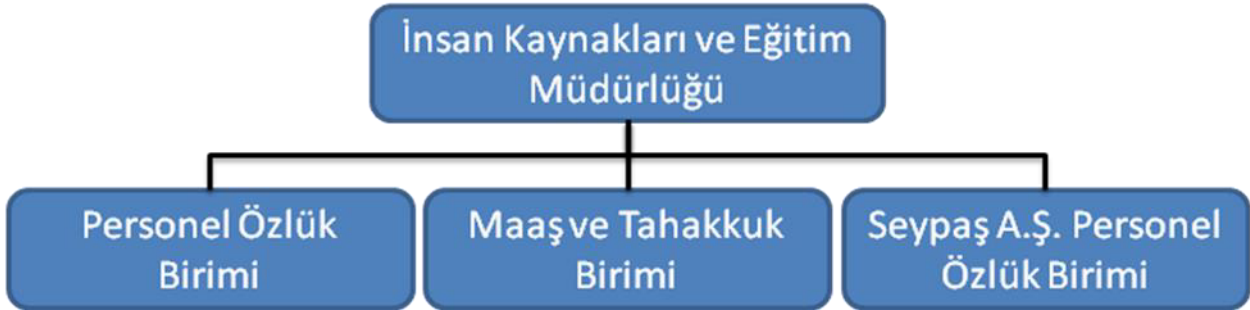 İnsan Kaynakları ve Eğitim
Müdürlüğü
Personel Özlük
Birimi
Maaş ve Tahakkuk
Birimi
Seypaş A.Ş. Personel
Özlük Birimi